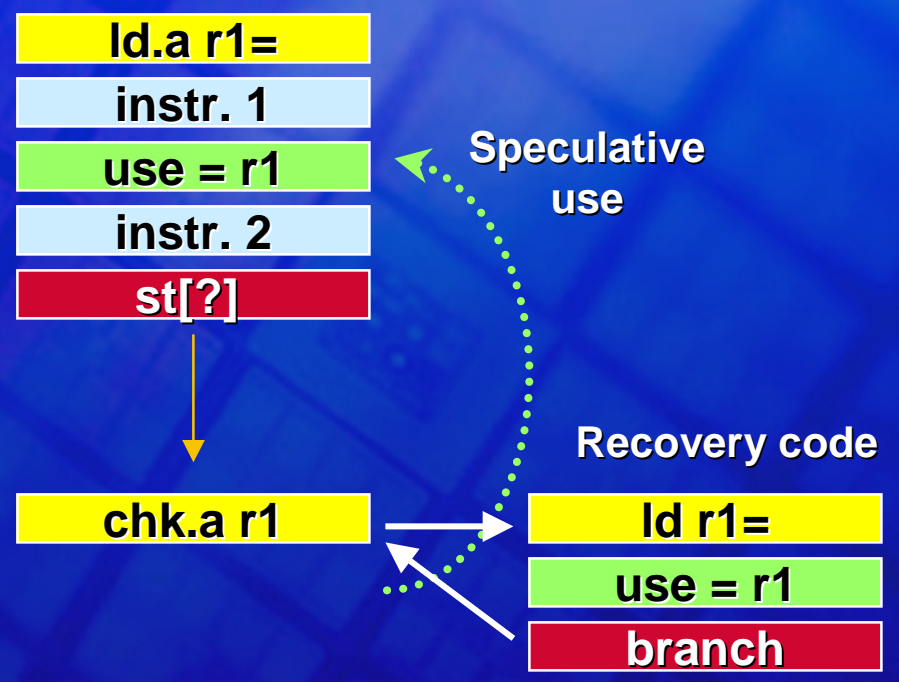 ld.a r1=
instr. 1
use = r1
instr. 2
st[?]
Speculative
use
chk.a r1
Recovery code
ld r1=
use = r1
branch